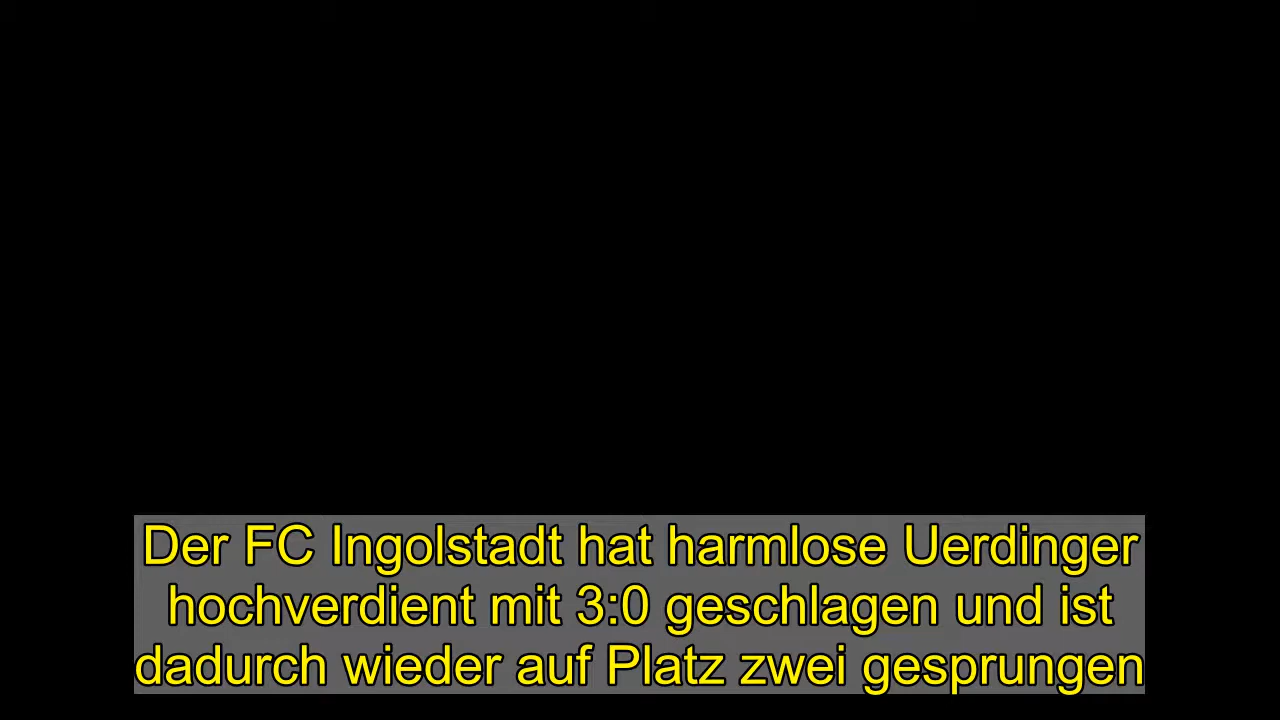 Der FC Ingolstadt hat harmlose Uerdinger
hochverdient mit 3:0 geschlagen und ist
dadurch wieder auf Platz zwei gesprungen